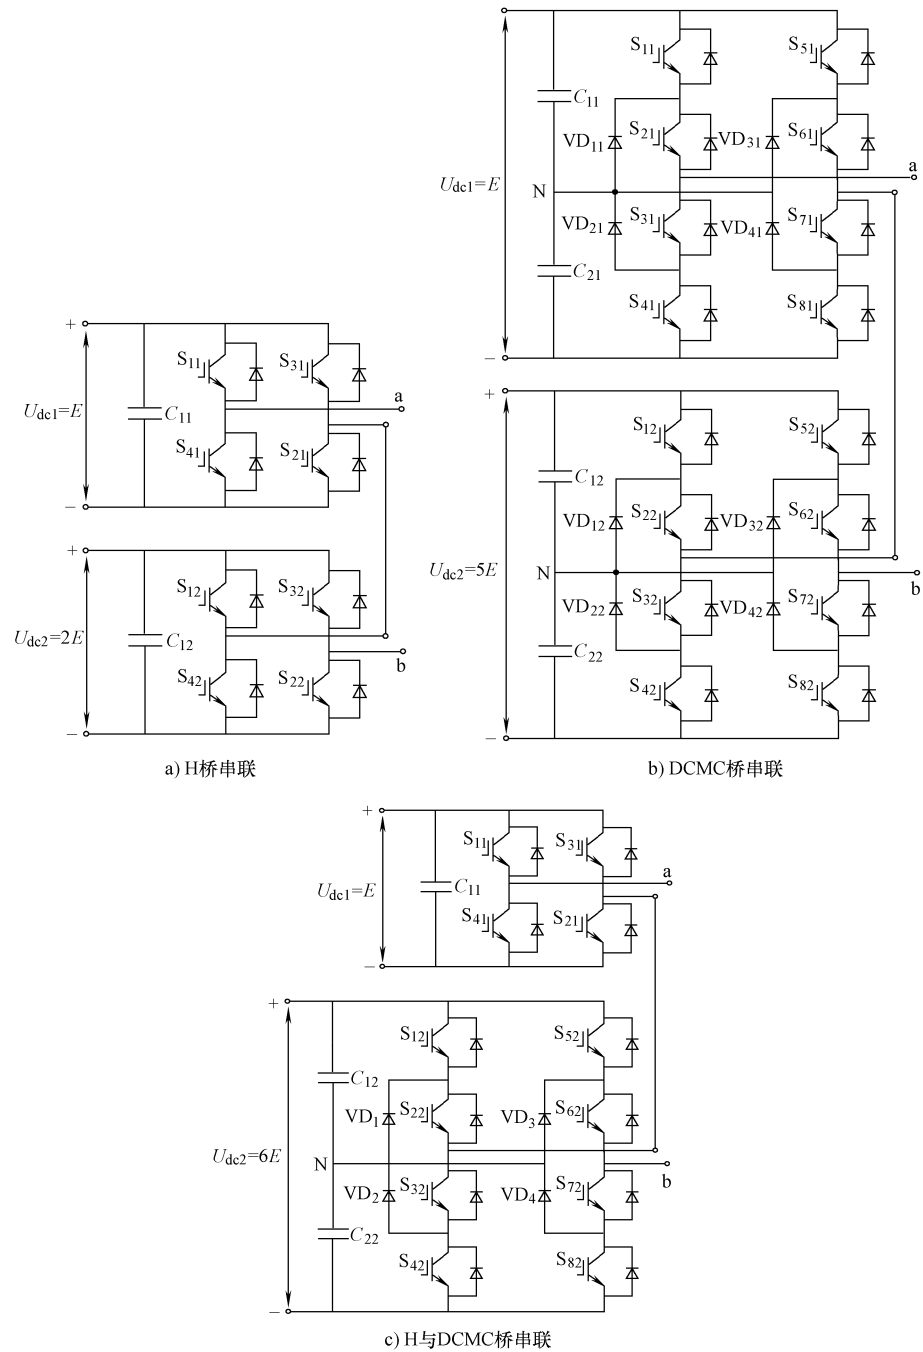 S11
S51
C11
S21
S61
VD11
VD31
a
Udc1=E
N
VD21
S31
VD41
S71
C21
S41
S81
−
+
S11
S31
Udc1=E
C11
a
S41
S21
−
+
S12
S52
C12
VD12
S22
VD32
S62
Udc2=5E
N
b
VD22
S32
VD42
S72
C22
S42
S82
−
+
S12
S32
Udc2=2E
C12
b
S42
S22
−
a) H桥串联
b) DCMC桥串联
+
S11
S31
Udc1=E
C11
a
S41
S21
−
+
S12
S52
C12
VD1
S22
VD3
S62
Udc2=6E
N
b
VD2
S32
VD4
S72
C22
S42
S82
−
c) H与DCMC桥串联